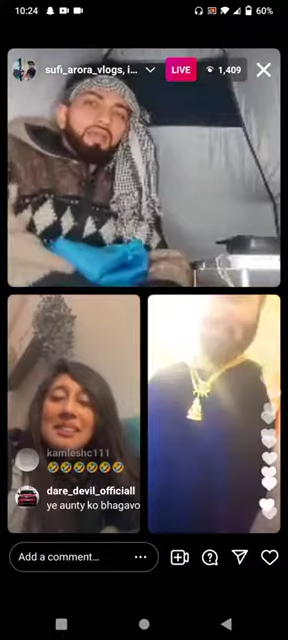 10:24
60%
sufi_arora_vlogs, i...
LIVE
1,409
kamleshc111
🤣🤣🤣🤣🤣🤣
dare_devil_officiall
ye aunty ko bhagavo
Add a comment...